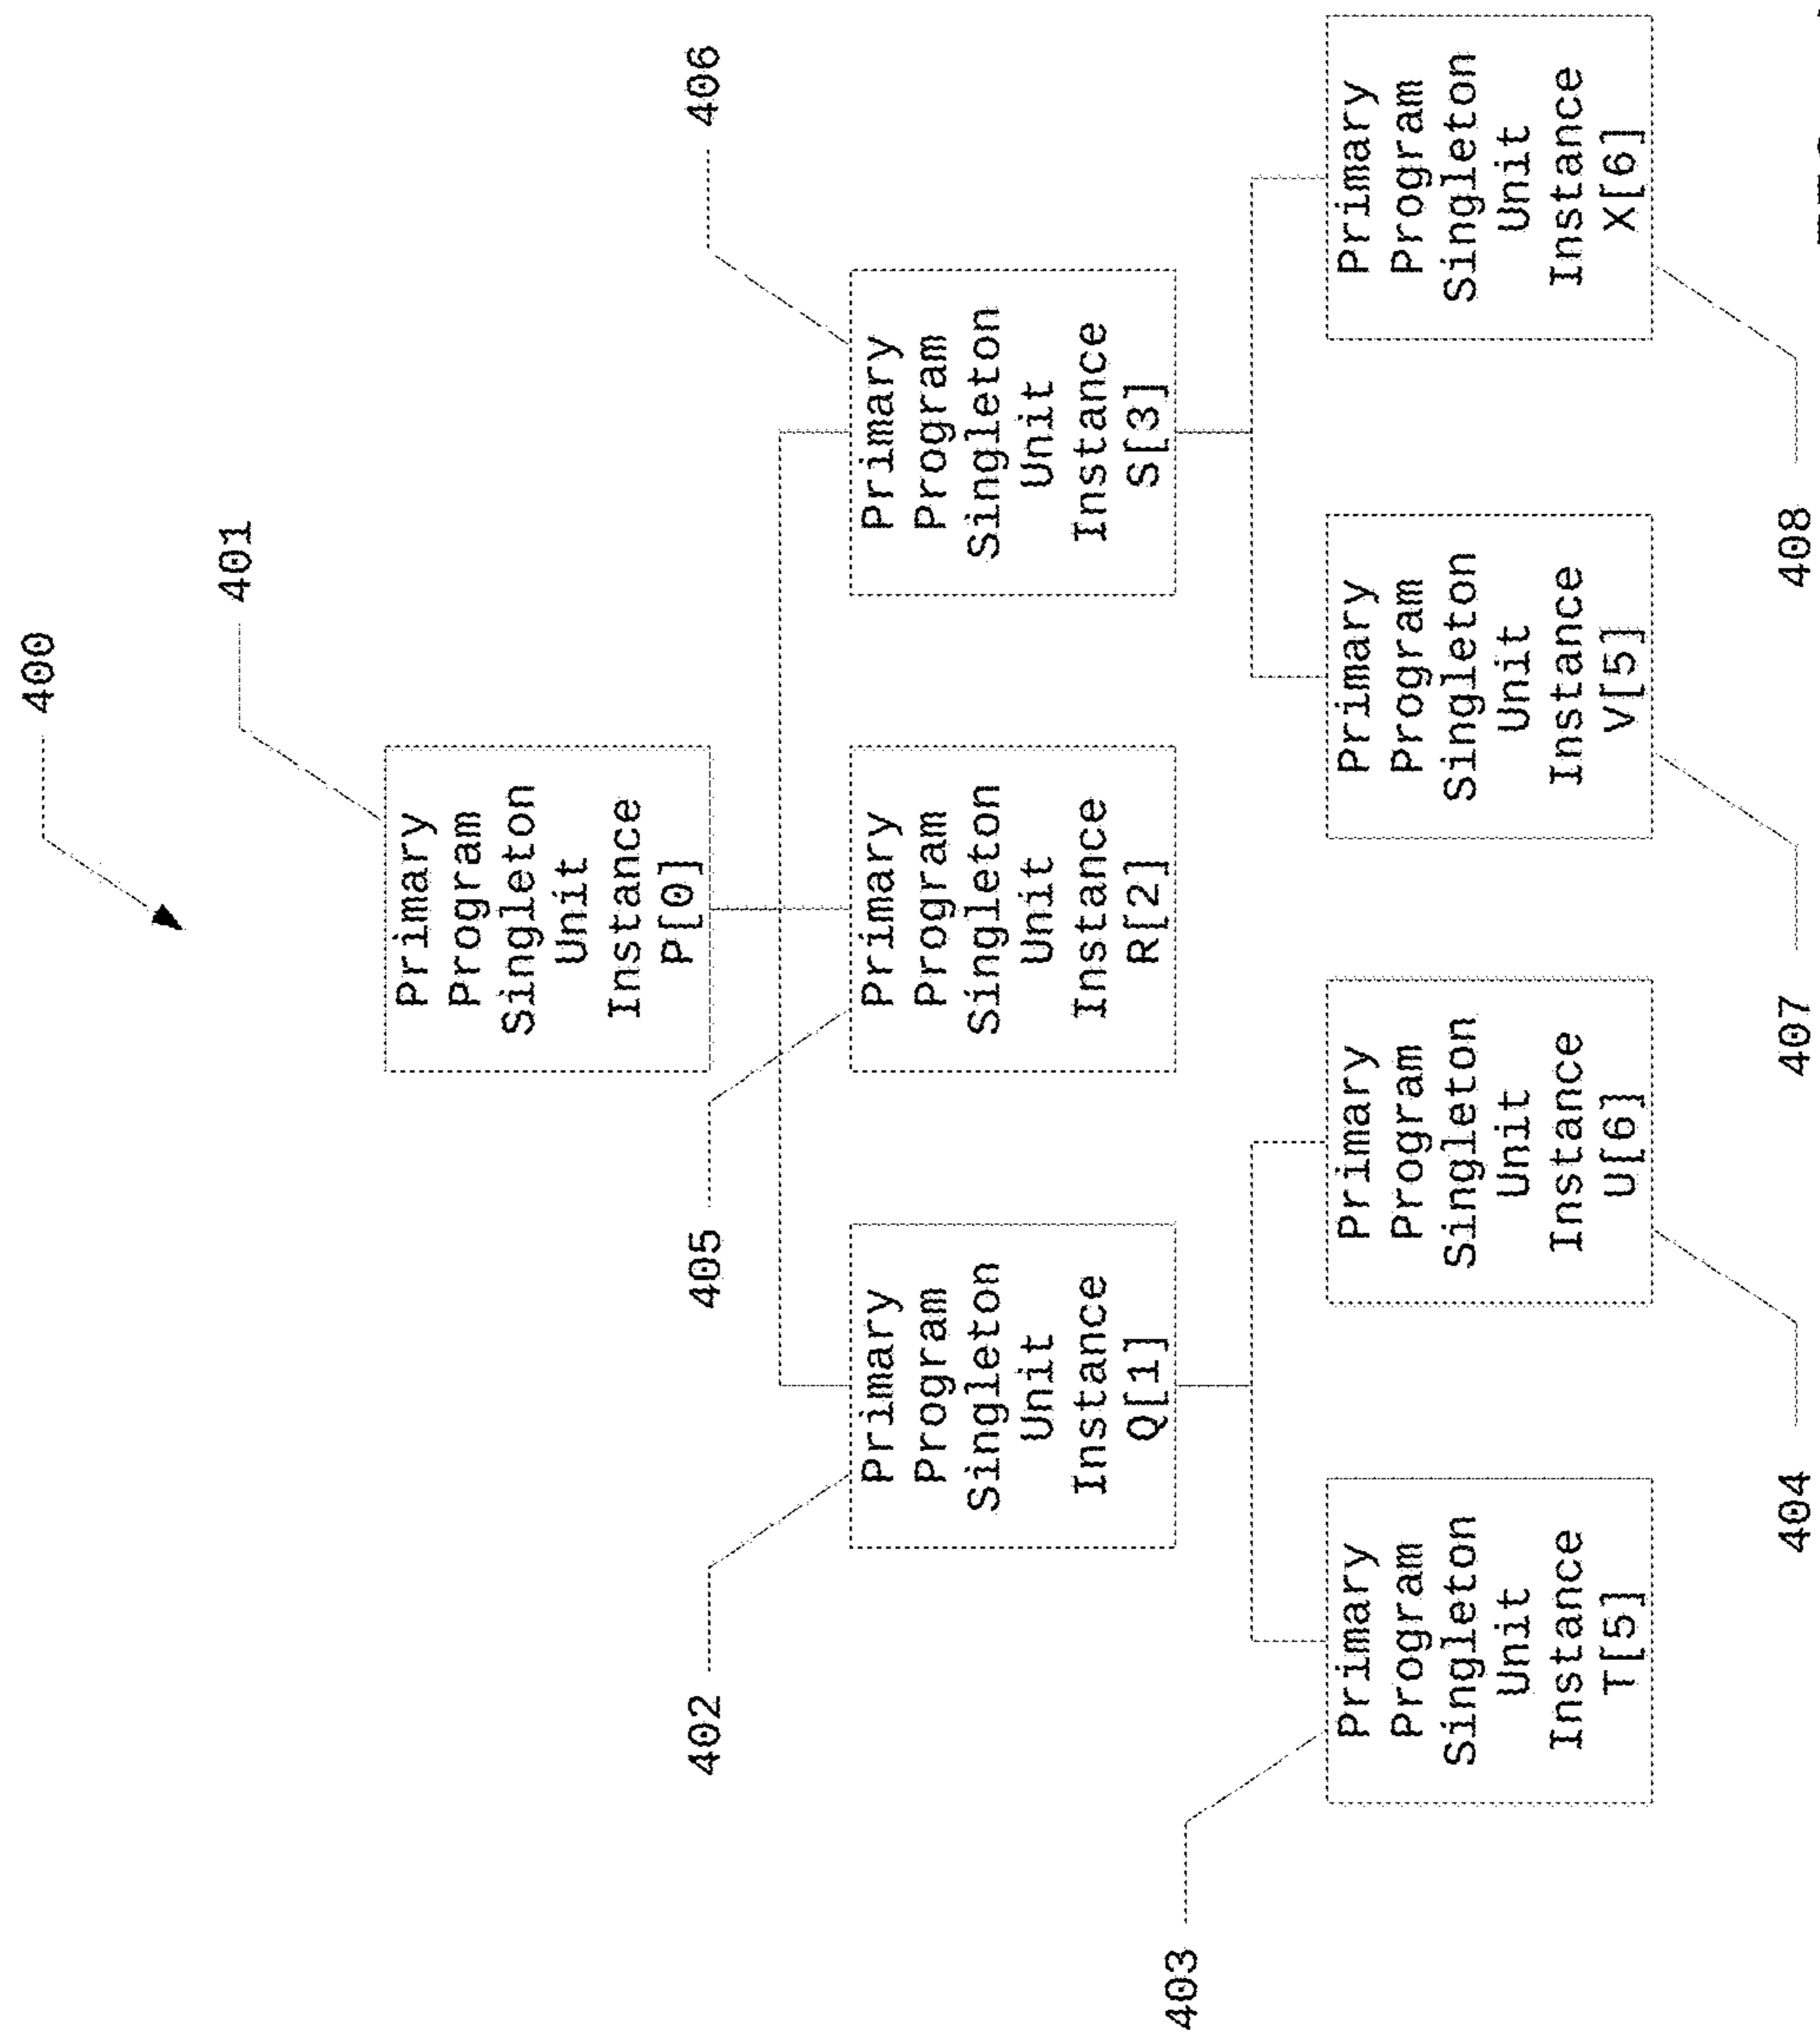 400
401
Primary
Program
Singleton
Unit
Instance
P[0]
402
405
406
Primary
Program
Singleton
Unit
Instance
Q[1]
Primary
Program
Singleton
Unit
Instance
R[2]
Primary
Program
Singleton
Unit
Instance
S[3]
403
Primary
Program
Singleton
Unit
Instance
T[5]
Primary
Program
Singleton
Unit
Instance
U[6]
Primary
Program
Singleton
Unit
Instance
V[5]
Primary
Program
Singleton
Unit
Instance
X[6]
404
407
408